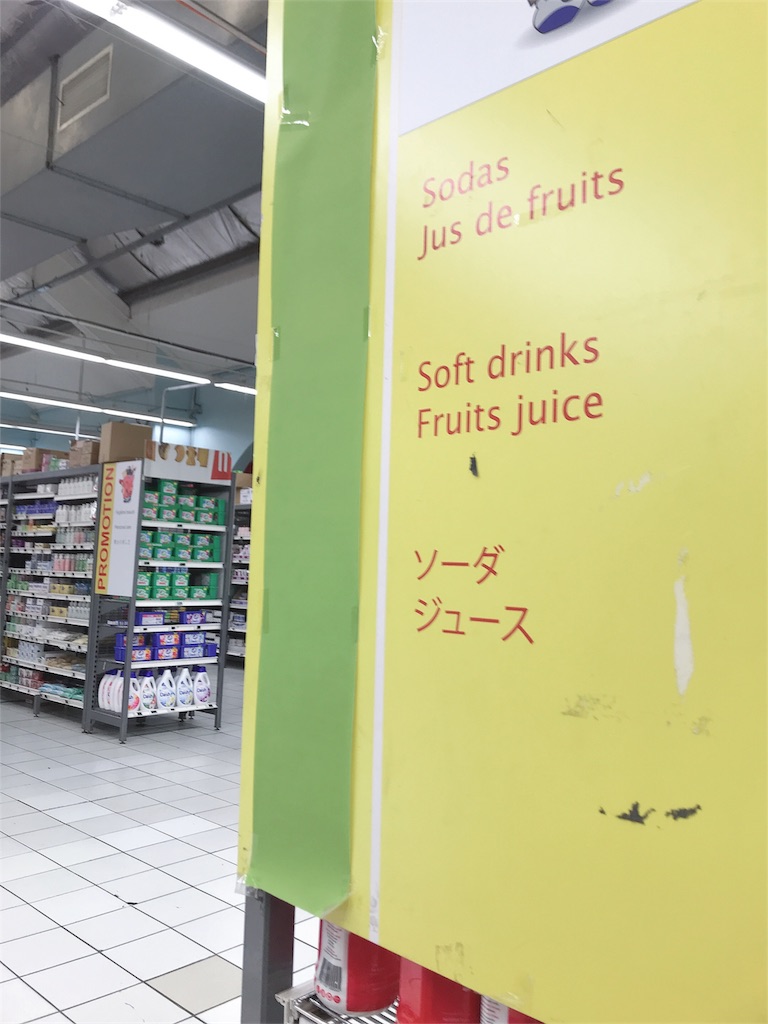 Sodas
Jus de fruits
Soft drinks
Fruits juice
ソーダ
ジュース
PROMOTION